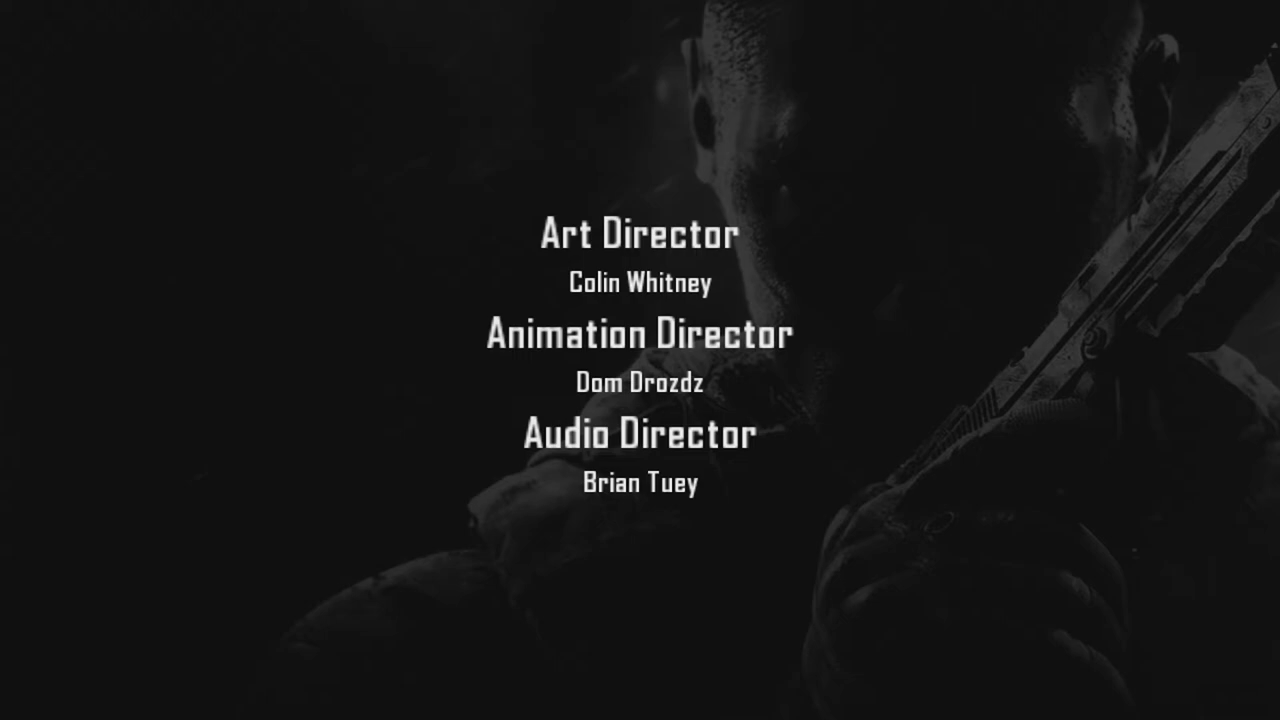 Art Director
Colin Whitney
Animation Director
Dom Drozdz
Audio Director
Brian Tuey